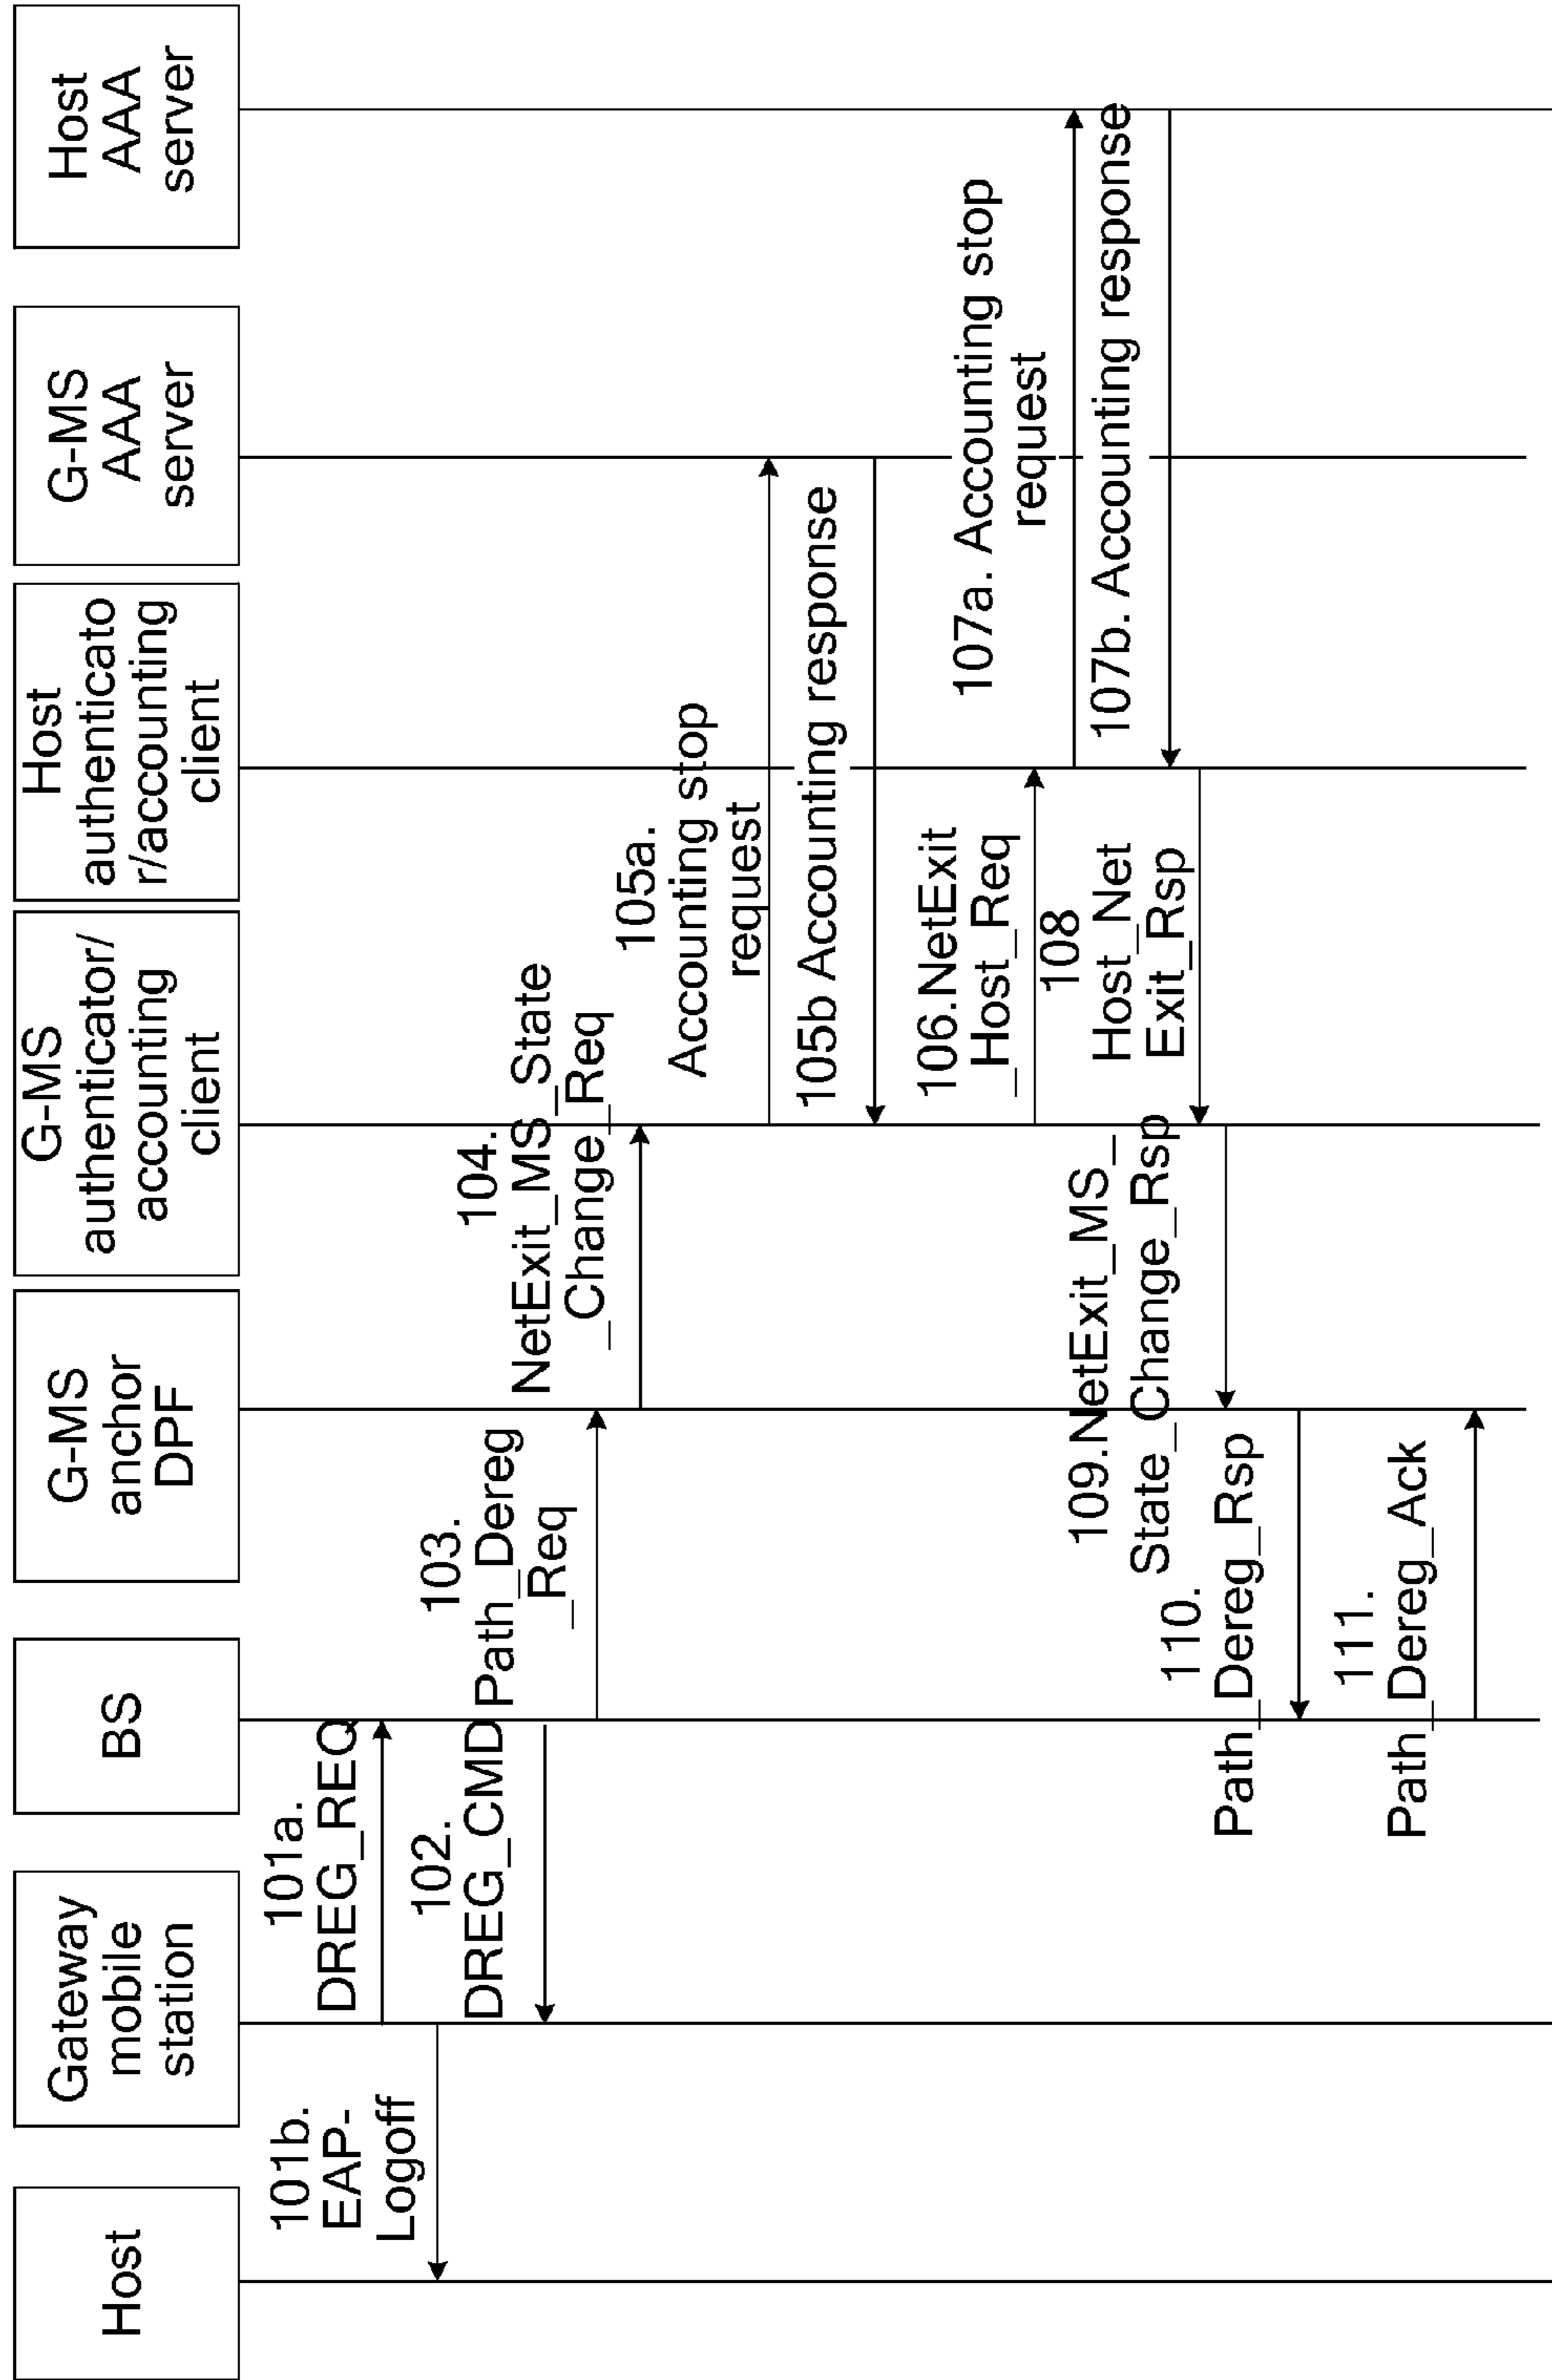 Host
Gateway
mobile
station
BS
G-MS
anchor
DPF
G-MS
authenticator/
accounting
client
Host
authenticato
r/accounting
client
G-MS
AAA
server
Host
AAA
server
101a.
DREG_REQ
101b.
EAP-
Logoff
102.
DREG_CMD
103.
Path_Dereg
_Req
104.
NetExit_MS_State
_Change_Req
105a.
Accounting stop
request
105b Accounting response
106.NetExit
_Host_Req
107a. Accounting stop
request
107b. Accounting response
108
Host_Net
Exit_Rsp
109.NetExit_MS_
State_Change_Rsp
110.
Path_Dereg_Rsp
111.
Path_Dereg_Ack